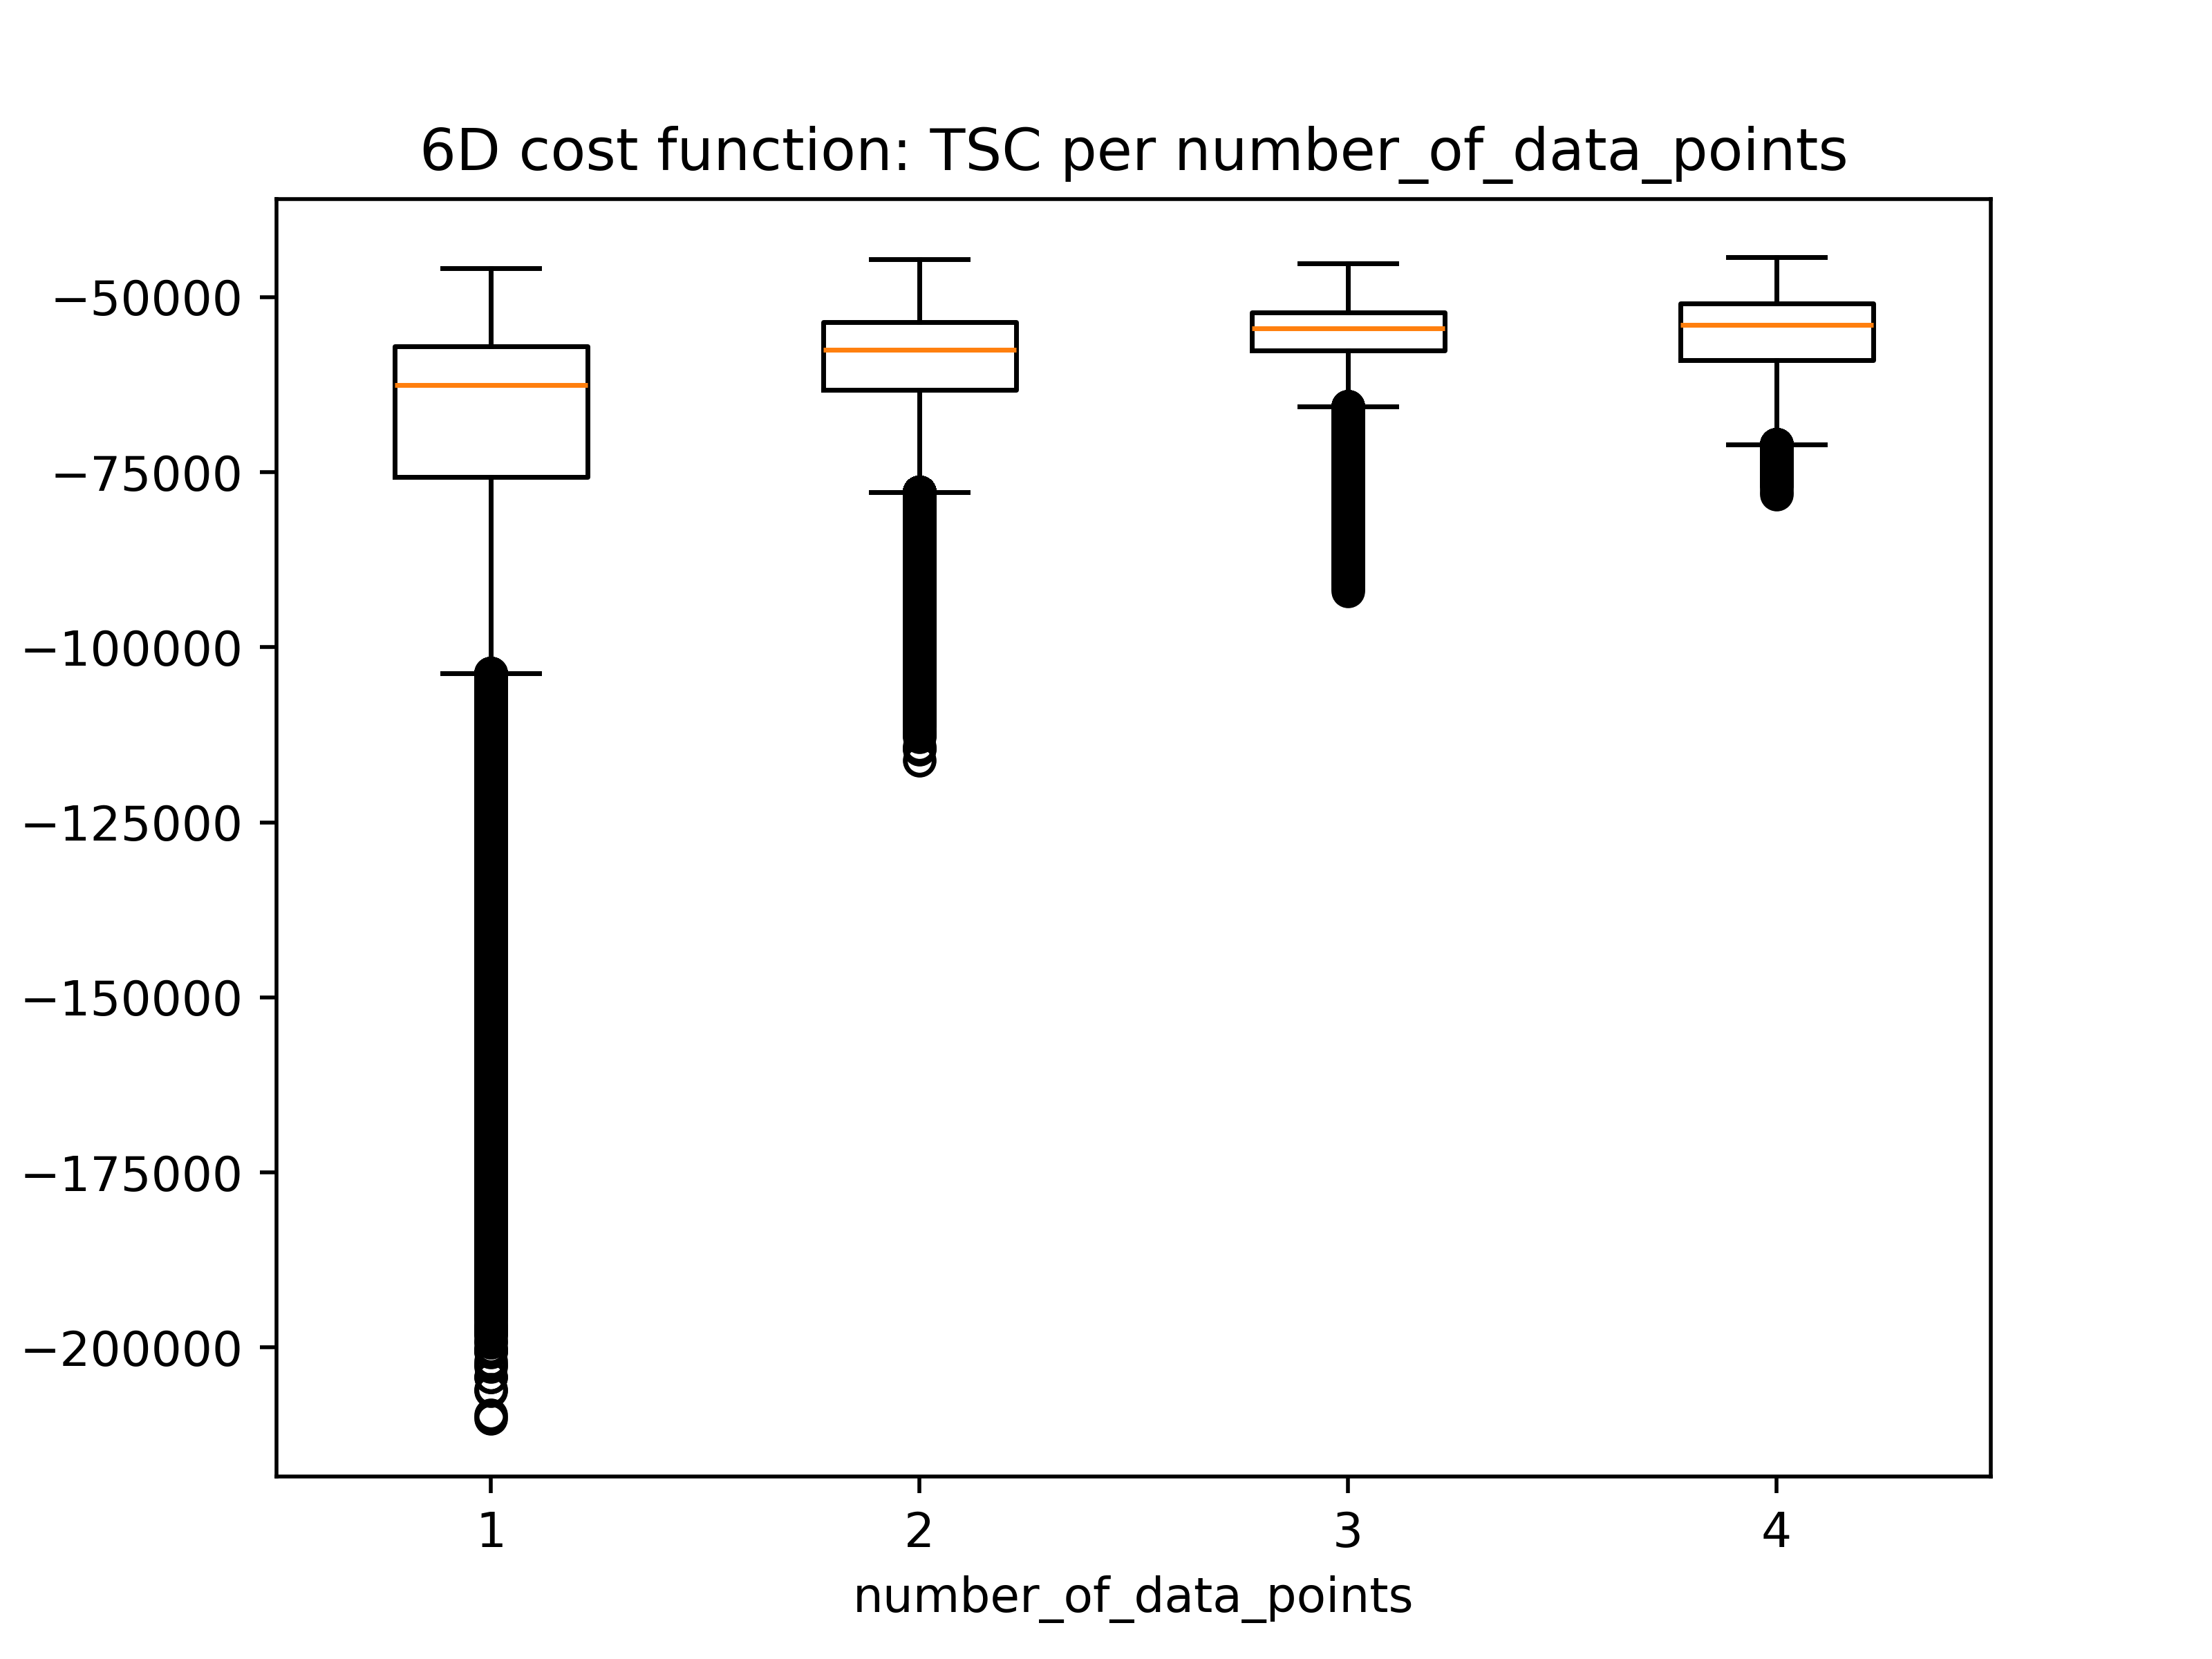 6D cost function: TSC per number_of_data_points
−50000
−75000
−100000
−125000
−150000
−175000
−200000
1 2 3 4
number_of_data_points